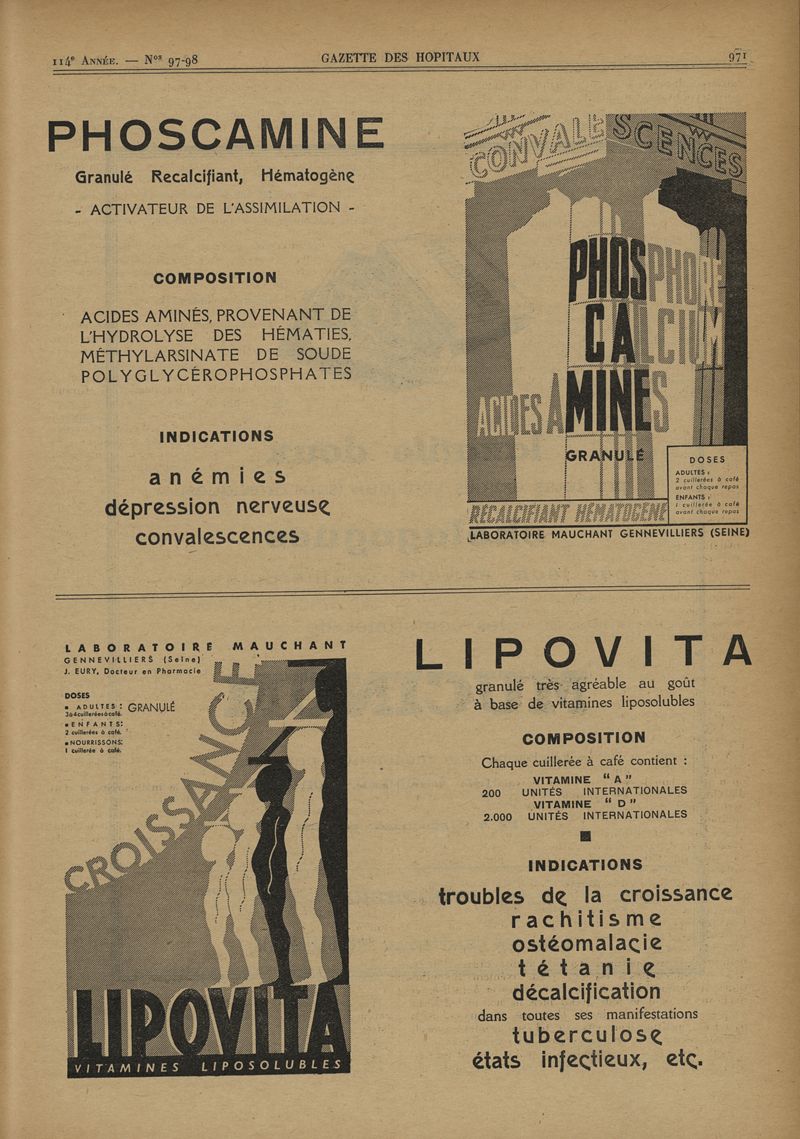 114e ANNÉE. — Nos 97-98
GAZETTE DES HOPITAUX
971
PHOSCAMINE
Granulé Recalcifiant, Hématogène
- ACTIVATEUR DE L'ASSIMILATION -
COMPOSITION
ACIDES AMINÉS, PROVENANT DE
L'HYDROLYSE DES HÉMATIES,
MÉTHYLARSINATE DE SOUDE
POLYGLYCÉROPHOSPHATES
INDICATIONS
anémies
dépression nerveuse
convalescences
CONVALESCENCES
PHOSPHORE
CALCIUM
ACIDES AMINES
GRANULÉ
DOSES
ADULTES :
2 cuillerées à café
avant chaque repas
ENFANTS :
1 cuillerée à café
avant chaque repas
RECALCIFIANT HÉMATOGÈNE
LABORATOIRE MAUCHANT GENNEVILLIERS (SEINE)
LABORATOIRE MAUCHANT
GENNEVILLIERS (Seine)
J. EURY, Docteur en Pharmacie
DOSES
ADULTES :
3 à 4 cuillerées à café.
GRANULÉ
ENFANTS:
2 cuillerées à café.
NOURRISSONS:
1 cuillerée à café.
CROISSANCE
LIPOVITA
VITAMINES LIPOSOLUBLES
LIPOVITA
granulé très agréable au goût
à base de vitamines liposolubles
COMPOSITION
Chaque cuillerée à café contient :
VITAMINE “ A ”
200 UNITÉS INTERNATIONALES
VITAMINE “ D ”
2.000 UNITÉS INTERNATIONALES
INDICATIONS
troubles de la croissance
rachitisme
ostéomalacie
tétanie
décalcification
dans toutes ses manifestations
tuberculose
états infectieux, etc.